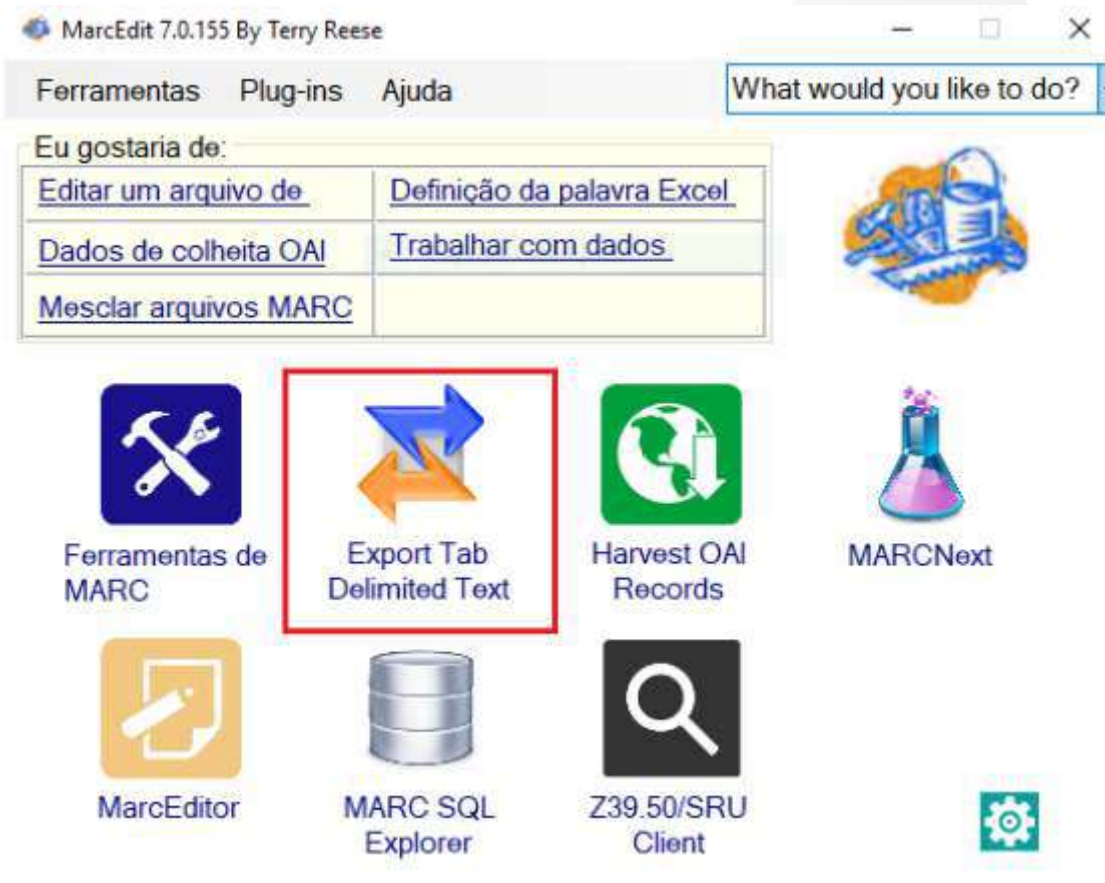 MarcEdit 7.0.155 By Terry Reese
Ferramentas Plug-ins Ajuda
What would you like to do?
Eu gostaria de:
Editar um arquivo de
Definição da palavra Excel
Dados de colheita OAI
Trabalhar com dados
Mesclar arquivos MARC
Ferramentas de
MARC
Export Tab
Delimited Text
Harvest OAI
Records
MARCNext
MarcEditor
MARC SQL
Explorer
Z39.50/SRU
Client